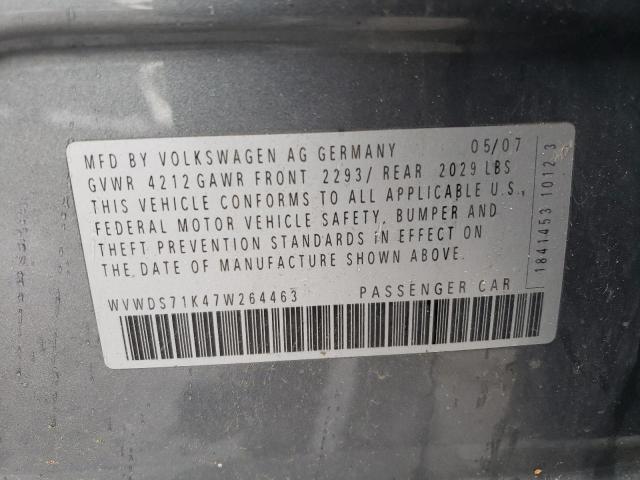 MFD BY VOLKSWAGEN AG GERMANY 05/07
GVWR 4212 GAWR FRONT 2293/ REAR 2029 LBS
THIS VEHICLE CONFORMS TO ALL APPLICABLE U.S.,
FEDERAL MOTOR VEHICLE SAFETY, BUMPER AND
THEFT PREVENTION STANDARDS IN EFFECT ON
THE DATE OF MANUFACTURE SHOWN ABOVE.
WVWDS71K47W264463 PASSENGER CAR
1841453 1012 3